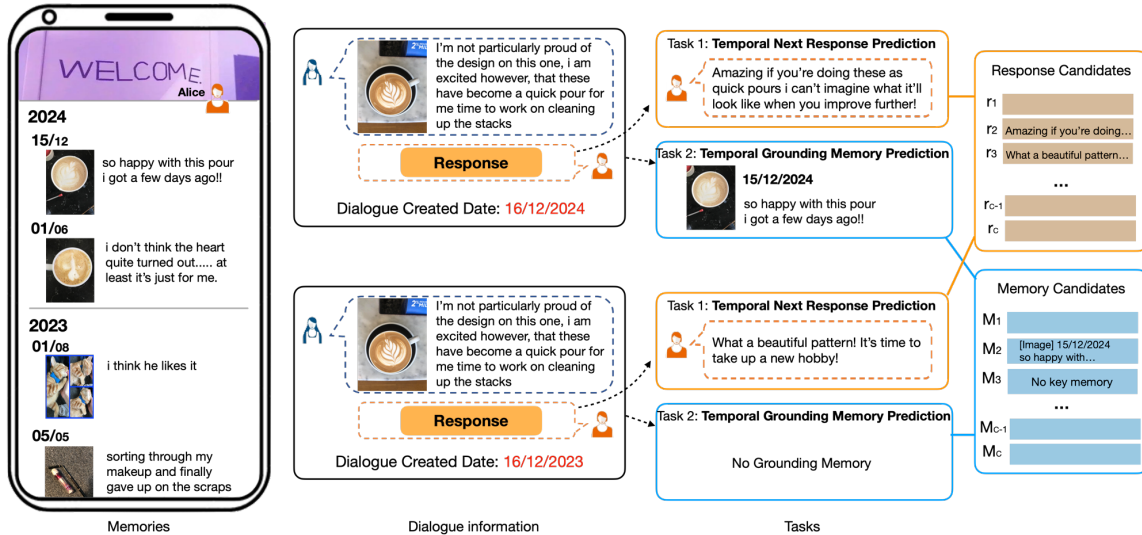 WELCOME.
Alice
2024
15/12
so happy with this pour
i got a few days ago!!
01/06
i don't think the heart
quite turned out..... at
least it's just for me.
2023
01/08
i think he likes it
05/05
sorting through my
makeup and finally
gave up on the scraps
Memories
I'm not particularly proud of
the design on this one, i am
excited however, that these
have become a quick pour for
me time to work on cleaning
up the stacks
Response
Dialogue Created Date: 16/12/2024
I'm not particularly proud of
the design on this one, i am
excited however, that these
have become a quick pour for
me time to work on cleaning
up the stacks
Response
Dialogue Created Date: 16/12/2023
Dialogue information
Task 1: Temporal Next Response Prediction
Amazing if you're doing these as
quick pours i can't imagine what it'll
look like when you improve further!
Task 2: Temporal Grounding Memory Prediction
15/12/2024
so happy with this pour
i got a few days ago!!
Task 1: Temporal Next Response Prediction
What a beautiful pattern! It's time to
take up a new hobby!
Task 2: Temporal Grounding Memory Prediction
No Grounding Memory
Tasks
Response Candidates
r1
r2 Amazing if you're doing...
r3 What a beautiful pattern...
...
rc-1
rc
Memory Candidates
M1
M2 [Image] 15/12/2024
so happy with...
M3 No key memory
...
Mc-1
Mc